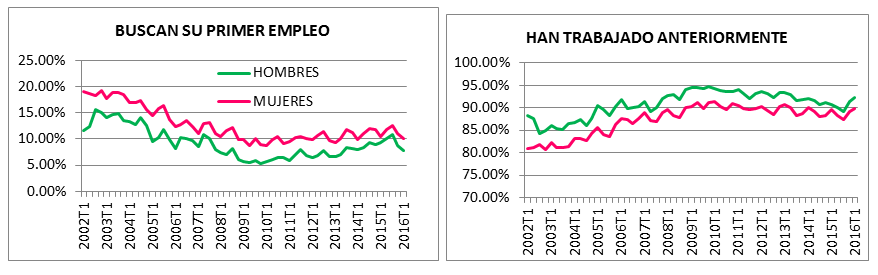 BUSCAN SU PRIMER EMPLEO
25.00%
20.00%
15.00%
10.00%
5.00%
0.00%
HOMBRES
MUJERES
2002T1
2003T1
2004T1
2005T1
2006T1
2007T1
2008T1
2009T1
2010T1
2011T1
2012T1
2013T1
2014T1
2015T1
2016T1
HAN TRABAJADO ANTERIORMENTE
100.00%
95.00%
90.00%
85.00%
80.00%
75.00%
70.00%
2002T1
2003T1
2004T1
2005T1
2006T1
2007T1
2008T1
2009T1
2010T1
2011T1
2012T1
2013T1
2014T1
2015T1
2016T1